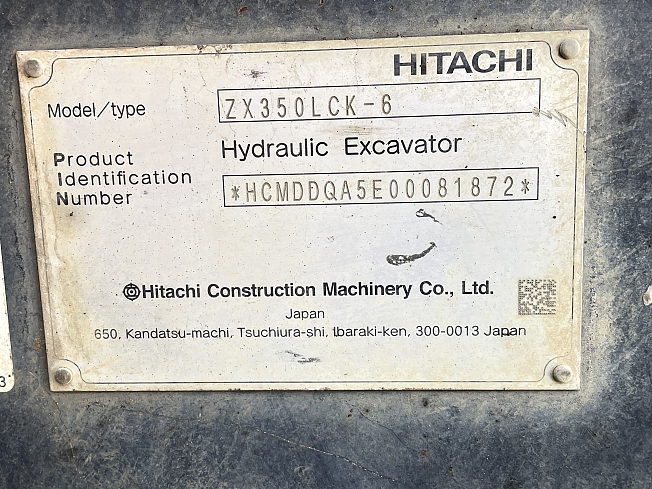 HITACHI
Model/type ZX350LCK-6
Product Hydraulic Excavator
Identification
Number *HCMDDQA5E00081872*
Hitachi Construction Machinery Co., Ltd.
Japan
650, Kandatsu-machi, Tsuchiura-shi, Ibaraki-ken, 300-0013 Japan
3